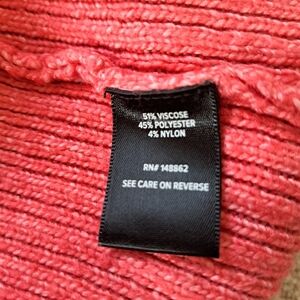 51% VISCOSE
45% POLYESTER
4% NYLON
RN# 148862
SEE CARE ON REVERSE